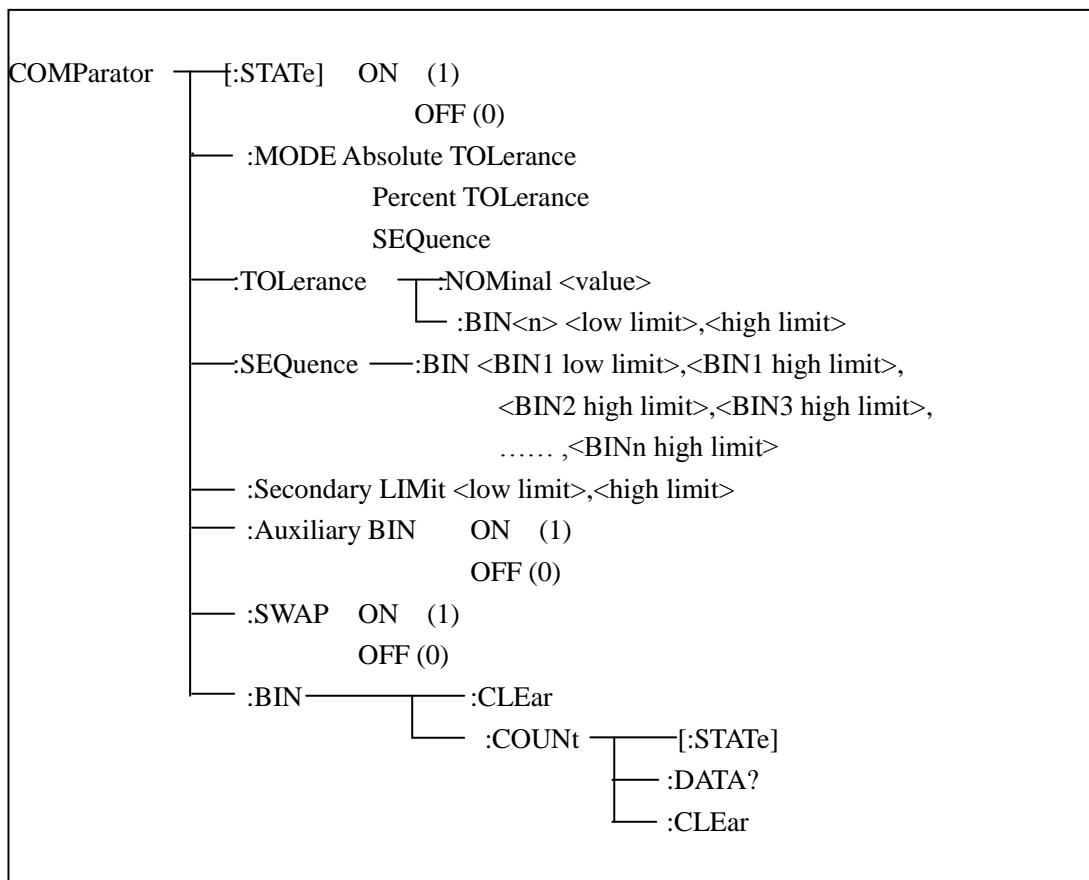 COMParator [:STATe] ON (1)
OFF (0)
:MODE Absolute TOLerance
Percent TOLerance
SEQuence
:TOLerance :NOMinal <value>
:BIN<n> <low limit>,<high limit>
:SEQuence :BIN <BIN1 low limit>,<BIN1 high limit>,
<BIN2 high limit>,<BIN3 high limit>,
…… ,<BINn high limit>
:Secondary LIMit <low limit>,<high limit>
:Auxiliary BIN ON (1)
OFF (0)
:SWAP ON (1)
OFF (0)
:BIN :CLEar
:COUNt [:STATe]
:DATA?
:CLEar